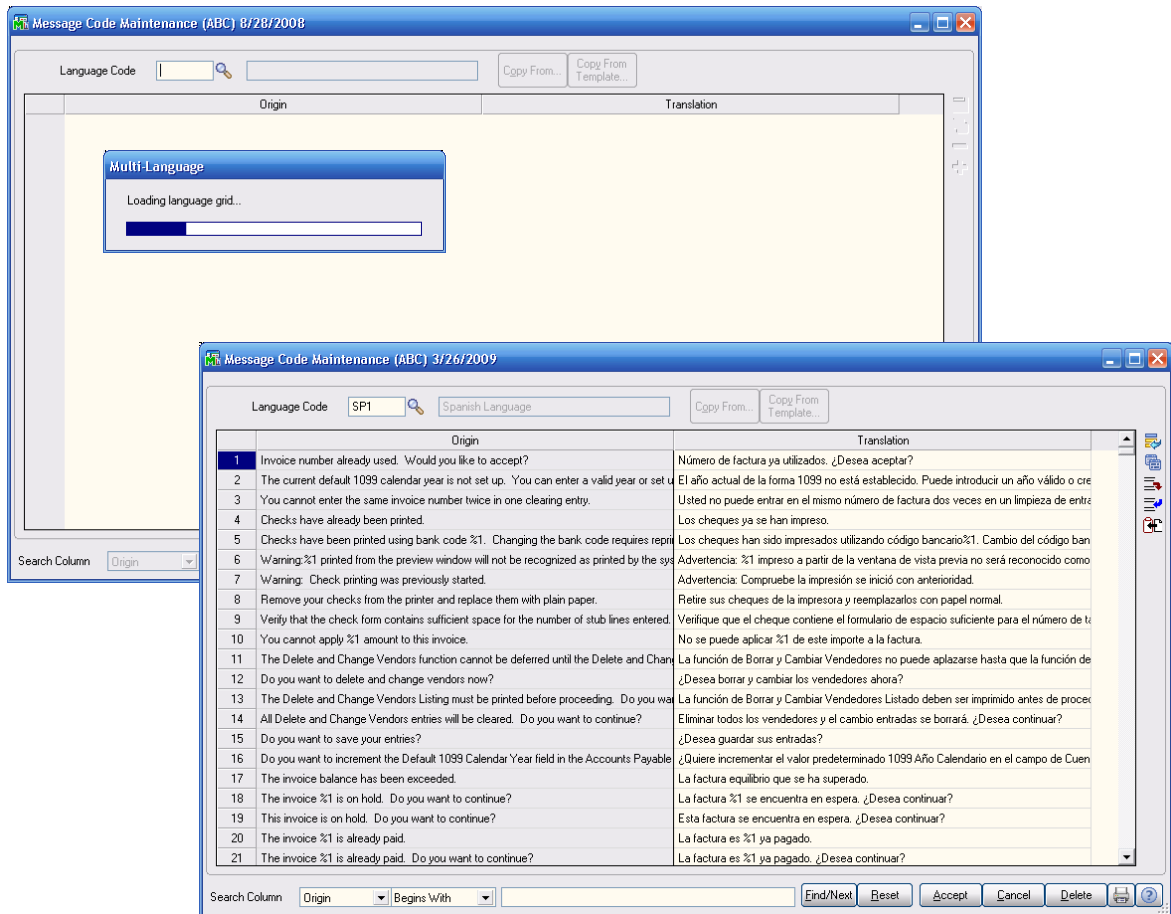 Message Code Maintenance (ABC) 8/28/2008
Language Code
Copy From...
Copy From
Template...
Origin Translation
Multi-Language
Loading language grid...
Search Column Origin
Message Code Maintenance (ABC) 3/26/2009
Language Code SP1 Spanish Language
Copy From...
Copy From
Template...
Origin Translation
1 Invoice number already used. Would you like to accept? Número de factura ya utilizados. ¿Desea aceptar?
2 The current default 1099 calendar year is not set up. You can enter a valid year or set u El año actual de la forma 1099 no está establecido. Puede introducir un año válido o cre
3 You cannot enter the same invoice number twice in one clearing entry. Usted no puede entrar en el mismo número de factura dos veces en un limpieza de entra
4 Checks have already been printed. Los cheques ya se han impreso.
5 Checks have been printed using bank code %1. Changing the bank code requires repri Los cheques han sido impresados utilizando código bancario%1. Cambio del código ban
6 Warning:%1 printed from the preview window will not be recognized as printed by the sys Advertencia: %1 impreso a partir de la ventana de vista previa no será reconocido como
7 Warning: Check printing was previously started. Advertencia: Compruebe la impresión se inició con anterioridad.
8 Remove your checks from the printer and replace them with plain paper. Retire sus cheques de la impresora y reemplazarlos con papel normal.
9 Verify that the check form contains sufficient space for the number of stub lines entered. Verifique que el cheque contiene el formulario de espacio suficiente para el número de ta
10 You cannot apply %1 amount to this invoice. No se puede aplicar %1 de este importe a la factura.
11 The Delete and Change Vendors function cannot be deferred until the Delete and Chan La función de Borrar y Cambiar Vendedores no puede aplazarse hasta que la función de
12 Do you want to delete and change vendors now? ¿Desea borrar y cambiar los vendedores ahora?
13 The Delete and Change Vendors Listing must be printed before proceeding. Do you wa La función de Borrar y Cambiar Vendedores Listado deben ser imprimido antes de proced
14 All Delete and Change Vendors entries will be cleared. Do you want to continue? Eliminar todos los vendedores y el cambio entradas se borrará. ¿Desea continuar?
15 Do you want to save your entries? ¿Desea guardar sus entradas?
16 Do you want to increment the Default 1099 Calendar Year field in the Accounts Payable ¿Quiere incrementar el valor predeterminado 1099 Año Calendario en el campo de Cuen
17 The invoice balance has been exceeded. La factura equilibrio que se ha superado.
18 The invoice %1 is on hold. Do you want to continue? La factura %1 se encuentra en espera. ¿Desea continuar?
19 This invoice is on hold. Do you want to continue? Esta factura se encuentra en espera. ¿Desea continuar?
20 The invoice %1 is already paid. La factura es %1 ya pagado.
21 The invoice %1 is already paid. Do you want to continue? La factura es %1 ya pagado. ¿Desea continuar?
Search Column Origin Begins With Find/Next Reset Accept Cancel Delete